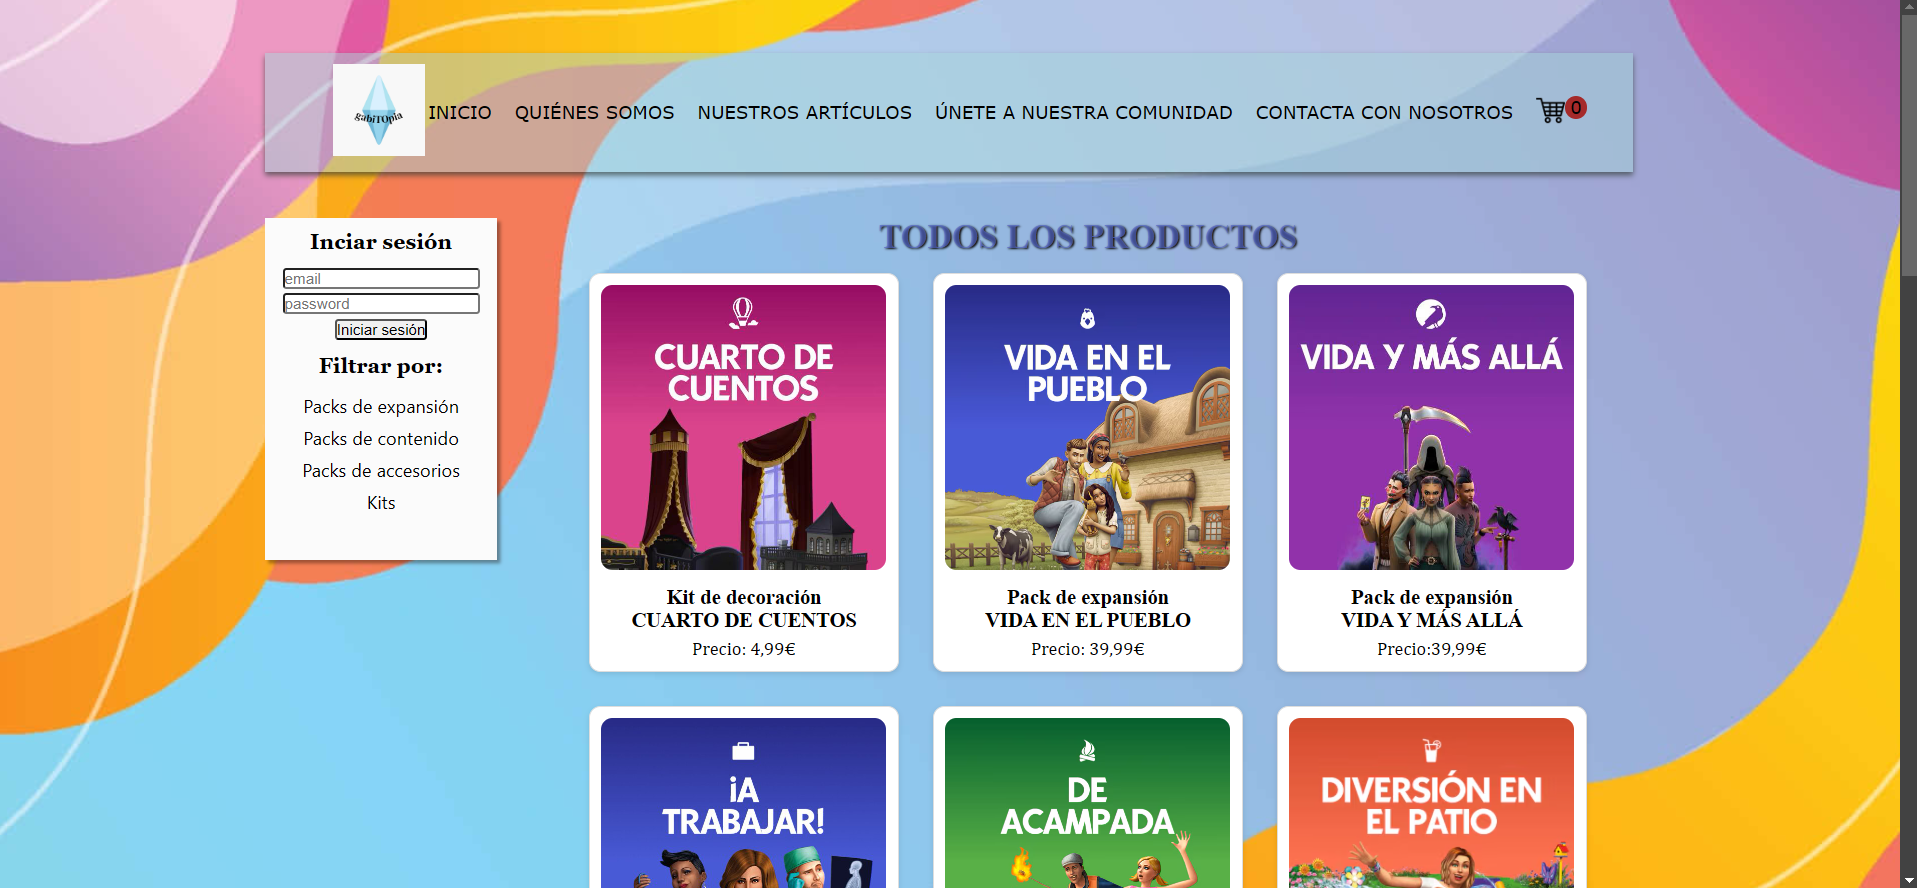 gabiTOpia
INICIO QUIÉNES SOMOS NUESTROS ARTÍCULOS ÚNETE A NUESTRA COMUNIDAD CONTACTA CON NOSOTROS 0
Inciar sesión
email
password
Iniciar sesión
Filtrar por:
Packs de expansión
Packs de contenido
Packs de accesorios
Kits
TODOS LOS PRODUCTOS
CUARTO DE
CUENTOS
Kit de decoración
CUARTO DE CUENTOS
Precio: 4,99€
VIDA EN EL
PUEBLO
Pack de expansión
VIDA EN EL PUEBLO
Precio: 39,99€
VIDA Y MÁS ALLÁ
Pack de expansión
VIDA Y MÁS ALLÁ
Precio:39,99€
¡A
TRABAJAR!
DE
ACAMPADA
DIVERSIÓN EN
EL PATIO